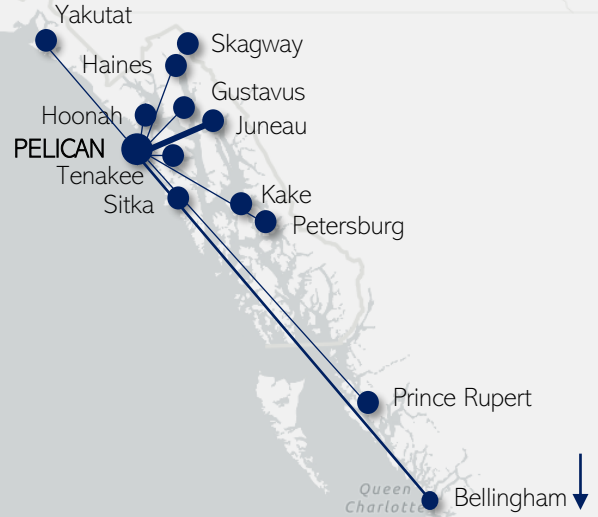 Yakutat
Skagway
Haines
Gustavus
Hoonah
Juneau
PELICAN
Tenakee
Sitka
Kake
Petersburg
Prince Rupert
Queen
Charlotte
Bellingham